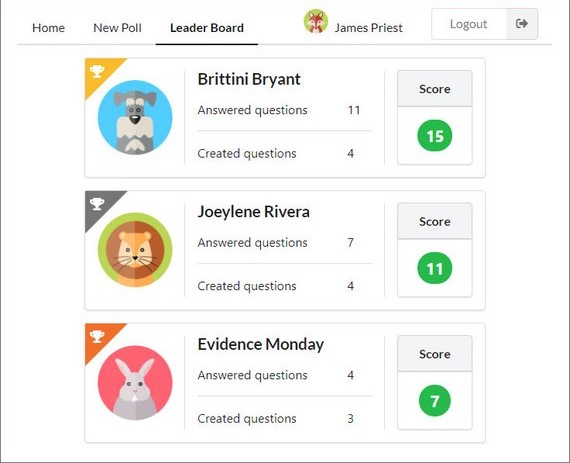 Home New Poll Leader Board James Priest Logout
Brittini Bryant
Answered questions 11
Created questions 4
Score
15
Joeylene Rivera
Answered questions 7
Created questions 4
Score
11
Evidence Monday
Answered questions 4
Created questions 3
Score
7